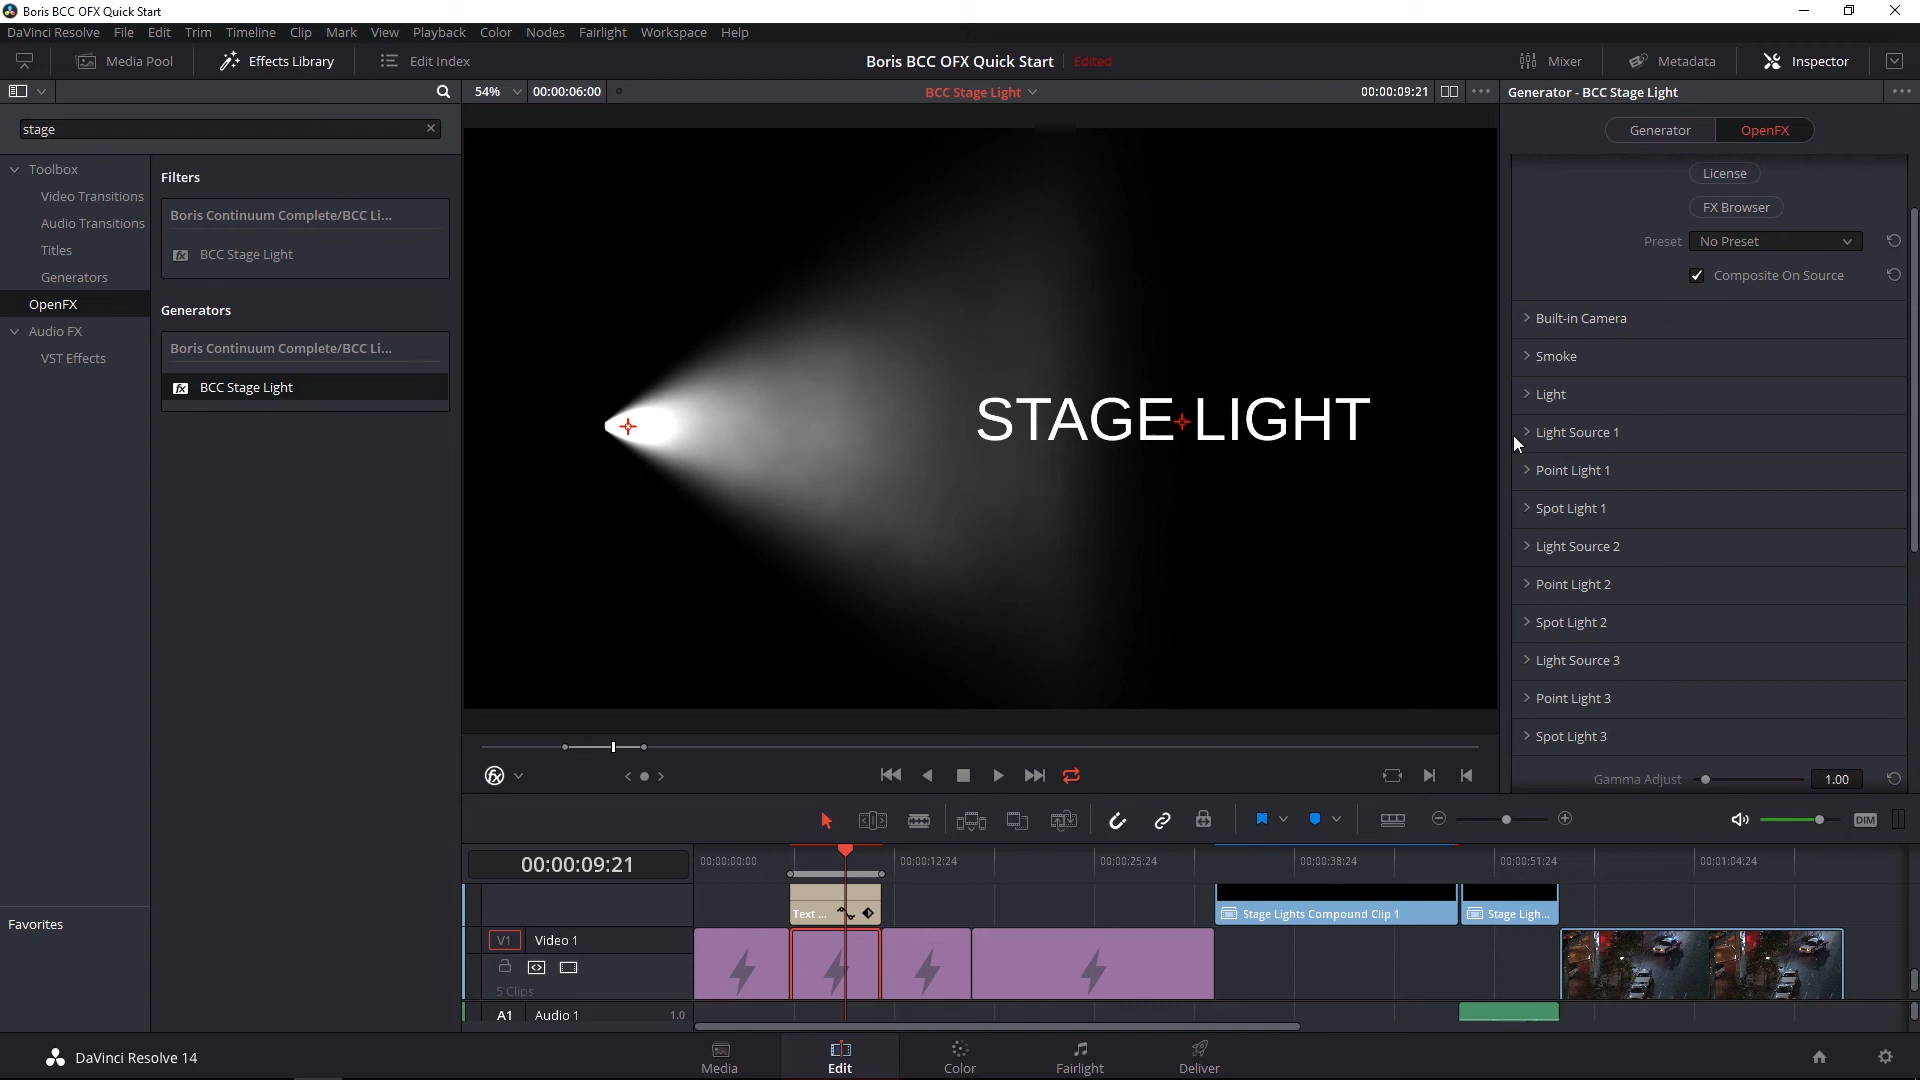 Boris BCC OFX Quick Start
DaVinci Resolve File Edit Trim Timeline Clip Mark View Playback Color Nodes Fairlight Workspace Help
Media Pool Effects Library Edit Index Boris BCC OFX Quick Start Edited Mixer Metadata Inspector
54% 00:00:06:00 BCC Stage Light 00:00:09:21 Generator - BCC Stage Light
stage
Generator OpenFX
Toolbox
Video Transitions
Audio Transitions
Titles
Generators
OpenFX
Audio FX
VST Effects
Favorites
Filters
Boris Continuum Complete/BCC Li...
fx BCC Stage Light
Generators
Boris Continuum Complete/BCC Li...
fx BCC Stage Light
STAGE LIGHT
License
FX Browser
Preset No Preset
Composite On Source
Built-in Camera
Smoke
Light
Light Source 1
Point Light 1
Spot Light 1
Light Source 2
Point Light 2
Spot Light 2
Light Source 3
Point Light 3
Spot Light 3
Gamma Adjust 1.00
fx
DIM
00:00:09:21 00:00:00:00 00:00:12:24 00:00:25:24 00:00:38:24 00:00:51:24 00:01:04:24
Text ... Stage Lights Compound Clip 1 Stage Ligh...
V1 Video 1
5 Clips
A1 Audio 1 1.0
DaVinci Resolve 14 Media Edit Color Fairlight Deliver